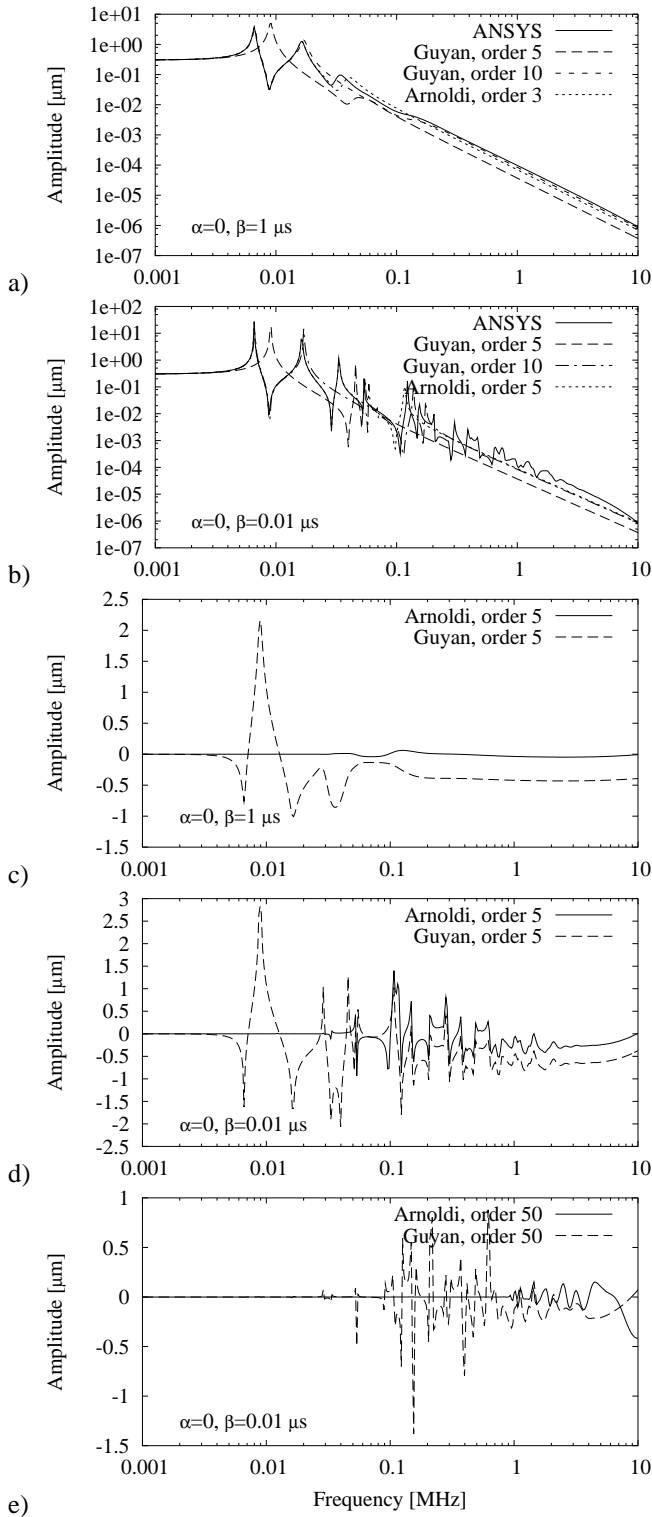 1e+01
1e+00
1e-01
1e-02
1e-03
1e-04
1e-05
1e-06
1e-07
Amplitude [μm]
ANSYS
Guyan, order 5
Guyan, order 10
Arnoldi, order 3
α=0, β=1 μs
0.001
0.01
0.1
1
10
a)
1e+02
1e+01
1e+00
1e-01
1e-02
1e-03
1e-04
1e-05
1e-06
1e-07
Amplitude [μm]
ANSYS
Guyan, order 5
Guyan, order 10
Arnoldi, order 5
α=0, β=0.01 μs
0.001
0.01
0.1
1
10
b)
2.5
2
1.5
1
0.5
0
-0.5
-1
-1.5
Amplitude [μm]
Arnoldi, order 5
Guyan, order 5
α=0, β=1 μs
0.001
0.01
0.1
1
10
c)
3
2.5
2
1.5
1
0.5
0
-0.5
-1
-1.5
-2
-2.5
Amplitude [μm]
Arnoldi, order 5
Guyan, order 5
α=0, β=0.01 μs
0.001
0.01
0.1
1
10
d)
1
0.5
0
-0.5
-1
-1.5
Amplitude [μm]
Arnoldi, order 50
Guyan, order 50
α=0, β=0.01 μs
0.001
0.01
0.1
1
10
Frequency [MHz]
e)